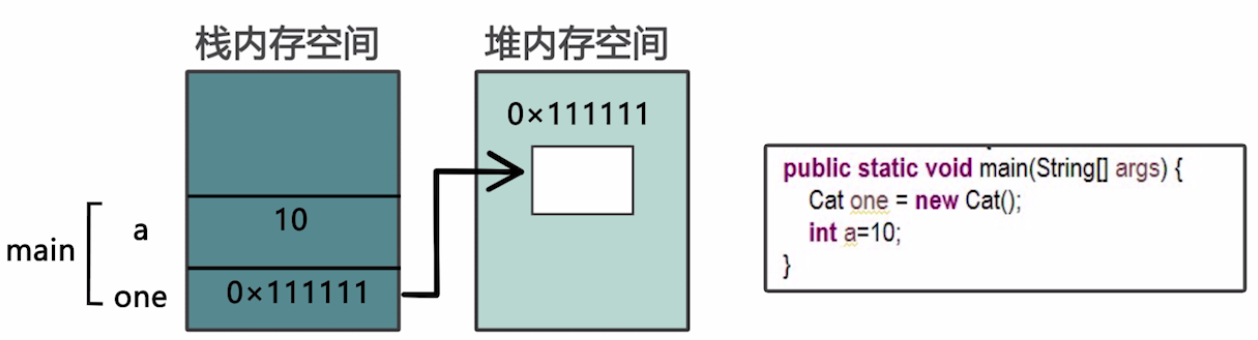 栈内存空间
堆内存空间
0×111111
a
10
main
one
0×111111
public static void main(String[] args) {
Cat one = new Cat();
int a=10;
}